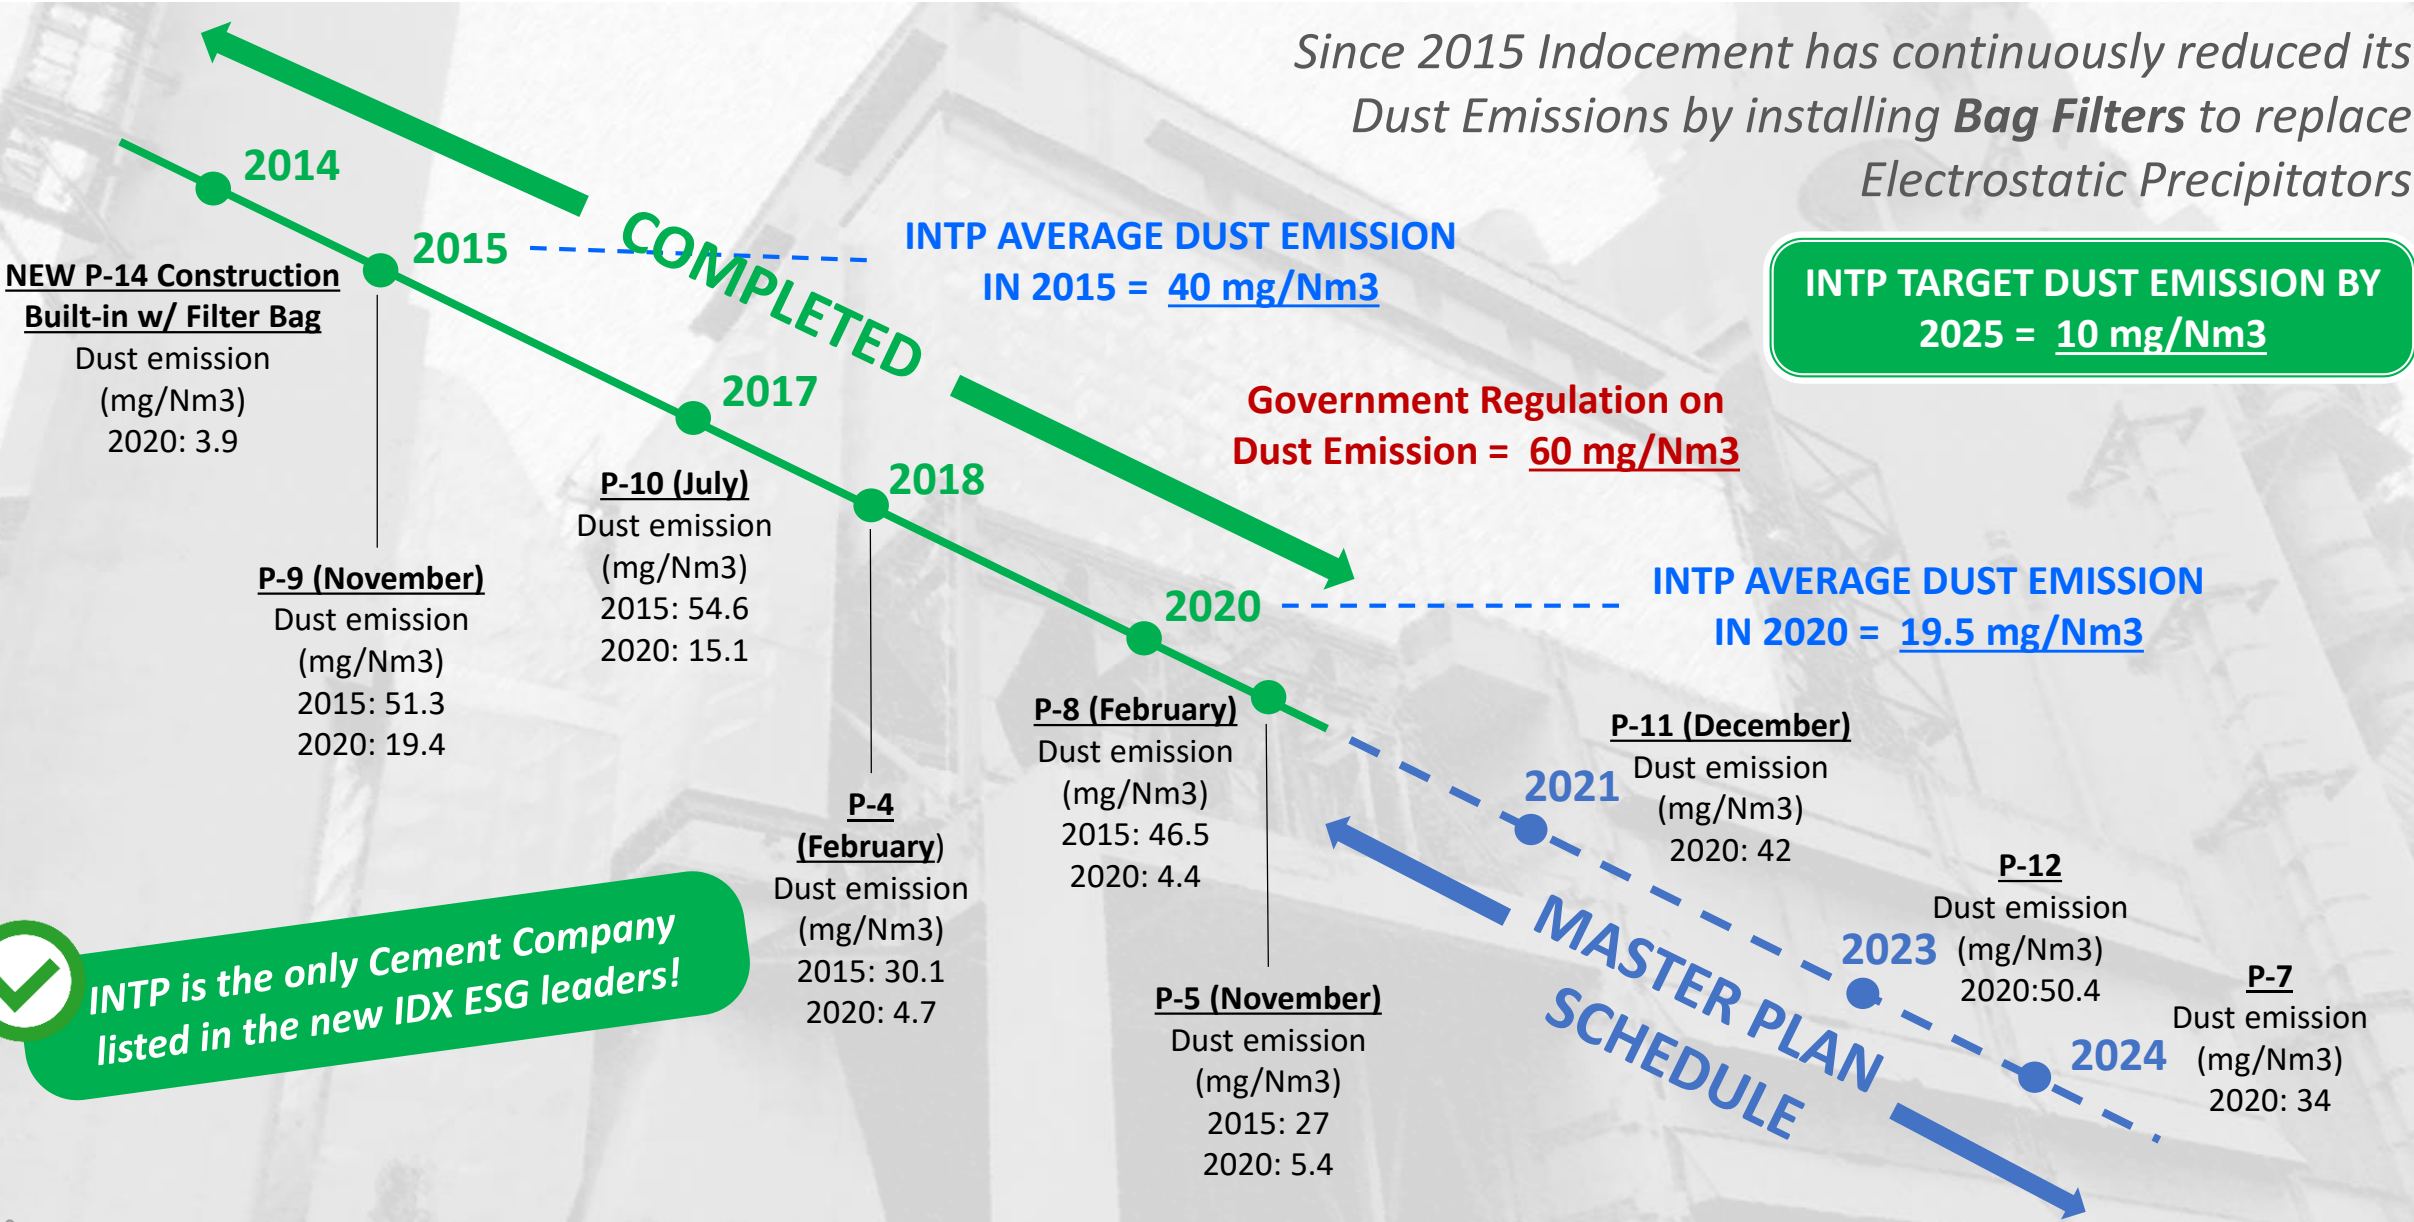 Since 2015 Indocement has continuously reduced its
Dust Emissions by installing Bag Filters to replace
Electrostatic Precipitators
2014
NEW P-14 Construction
Built-in w/ Filter Bag
Dust emission
(mg/Nm3)
2020: 3.9
2015
P-9 (November)
Dust emission
(mg/Nm3)
2015: 51.3
2020: 19.4
COMPLETED
INTP AVERAGE DUST EMISSION
IN 2015 = 40 mg/Nm3
INTP TARGET DUST EMISSION BY
2025 = 10 mg/Nm3
2017
P-10 (July)
Dust emission
(mg/Nm3)
2015: 54.6
2020: 15.1
Government Regulation on
Dust Emission = 60 mg/Nm3
2018
P-4
(February)
Dust emission
(mg/Nm3)
2015: 30.1
2020: 4.7
2020
INTP AVERAGE DUST EMISSION
IN 2020 = 19.5 mg/Nm3
P-8 (February)
Dust emission
(mg/Nm3)
2015: 46.5
2020: 4.4
P-5 (November)
Dust emission
(mg/Nm3)
2015: 27
2020: 5.4
2021
P-11 (December)
Dust emission
(mg/Nm3)
2020: 42
2023
P-12
Dust emission
(mg/Nm3)
2020:50.4
2024
P-7
Dust emission
(mg/Nm3)
2020: 34
MASTER PLAN
SCHEDULE
INTP is the only Cement Company
listed in the new IDX ESG leaders!